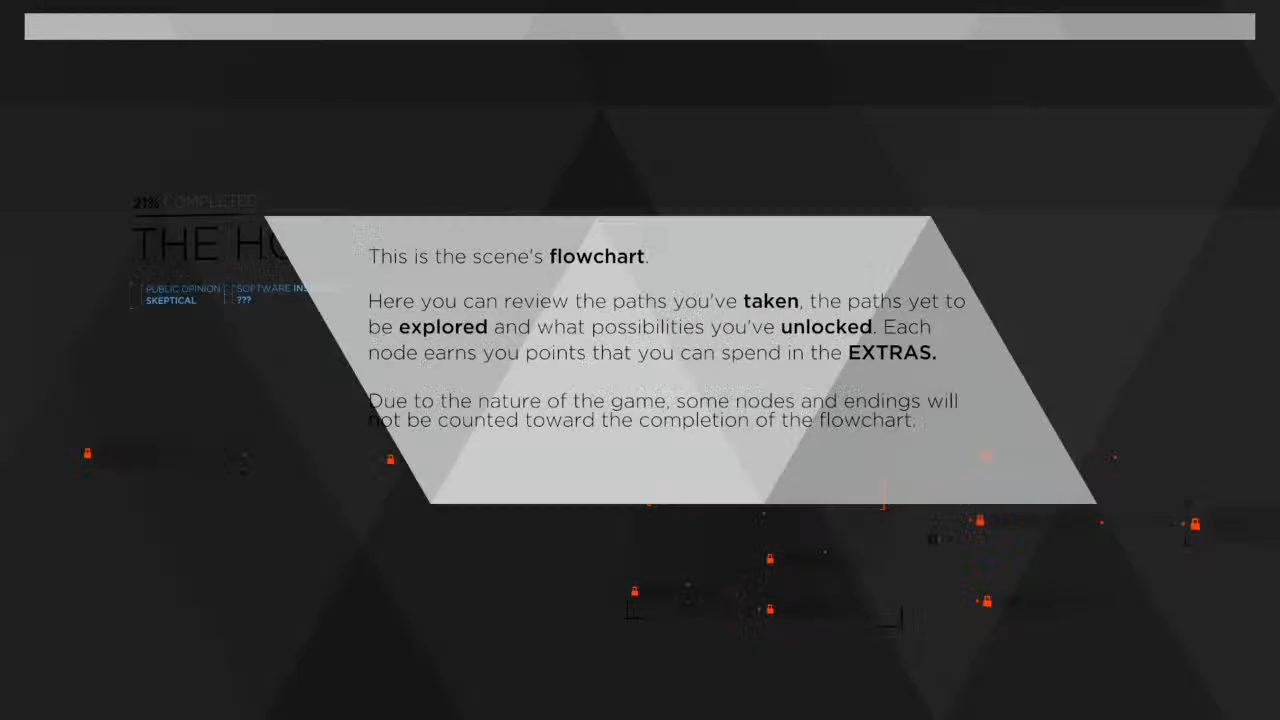 21% COMPLETED
THE HO
PUBLIC OPINION
SKEPTICAL
SOFTWARE
???
This is the scene's flowchart.
Here you can review the paths you've taken, the paths yet to
be explored and what possibilities you've unlocked. Each
node earns you points that you can spend in the EXTRAS.
Due to the nature of the game, some nodes and endings will
not be counted toward the completion of the flowchart.